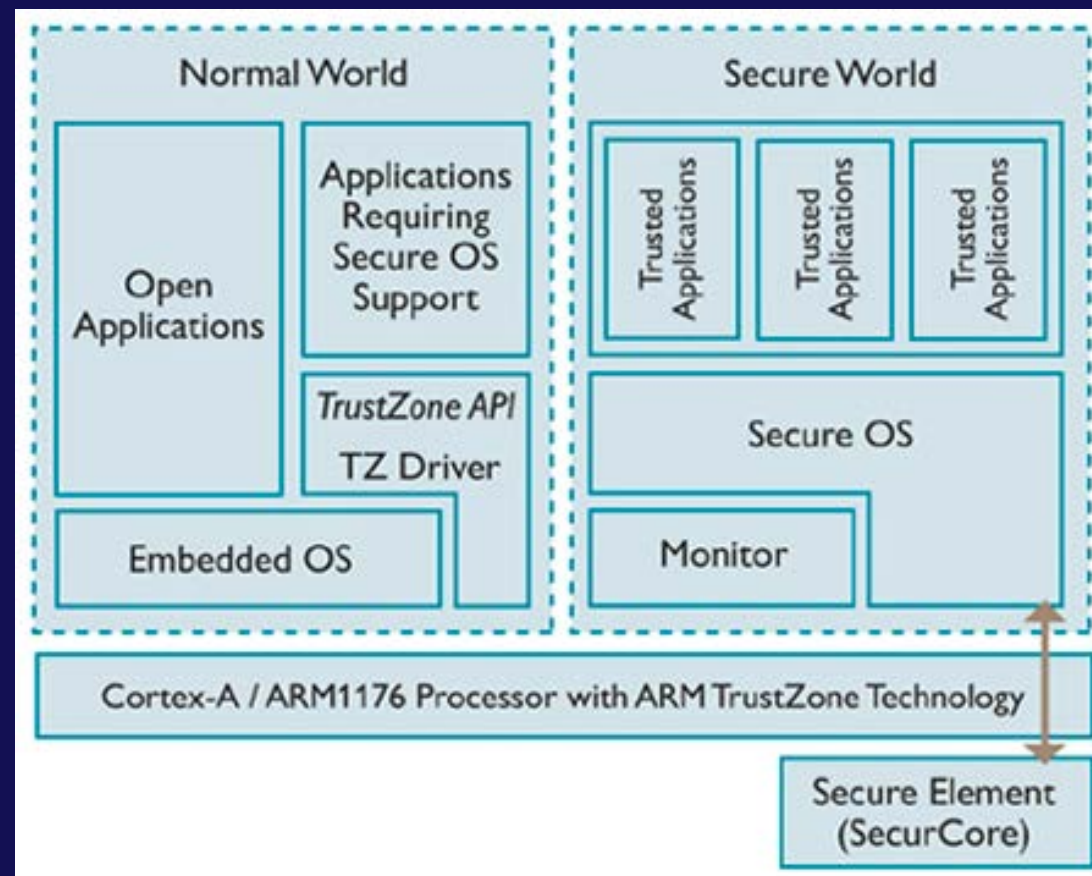 Normal World
Open
Applications
Applications
Requiring
Secure OS
Support
TrustZone API
TZ Driver
Embedded OS
Secure World
Trusted
Applications
Trusted
Applications
Trusted
Applications
Secure OS
Monitor
Cortex-A / ARM1176 Processor with ARM TrustZone Technology
Secure Element
(SecurCore)